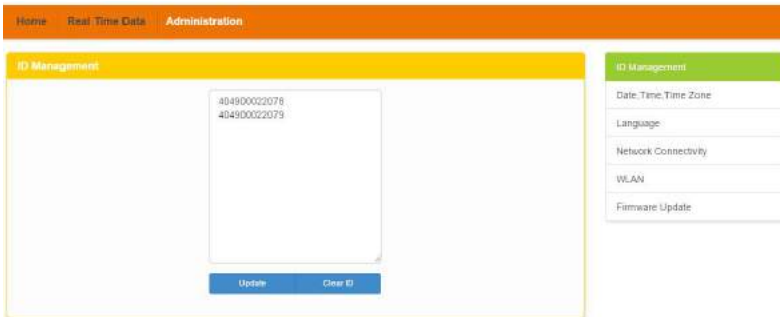 Home Real Time Data Administration
ID Management
404900022078
404900022079
Update Clear ID
ID Management
Date,Time,Time Zone
Language
Network Connectivity
WLAN
Firmware Update